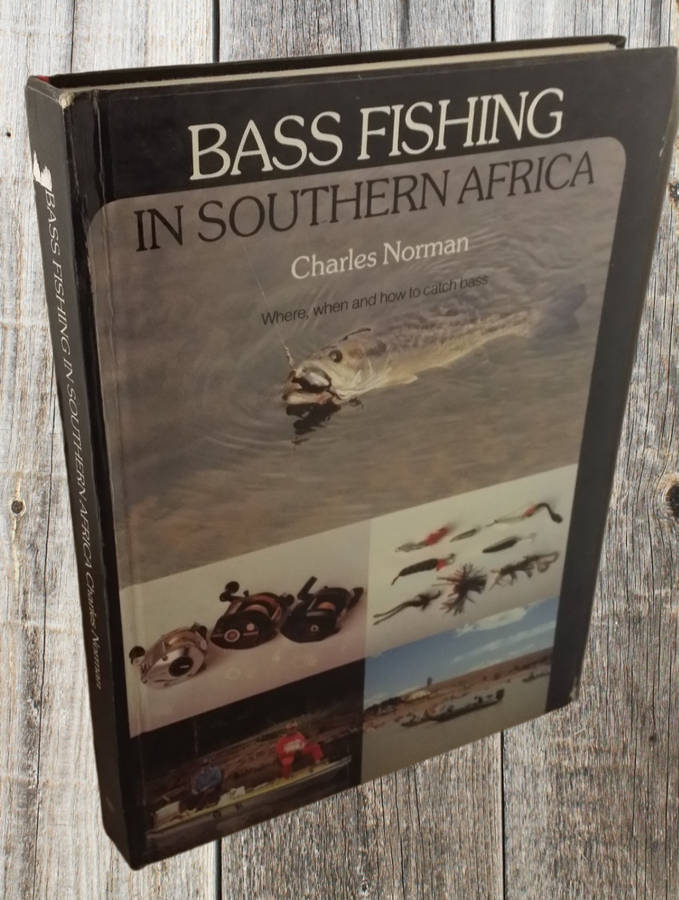 BASS FISHING
IN SOUTHERN AFRICA
Charles Norman
Where, when and how to catch bass
BASS FISHING IN SOUTHERN AFRICA Charles Norman